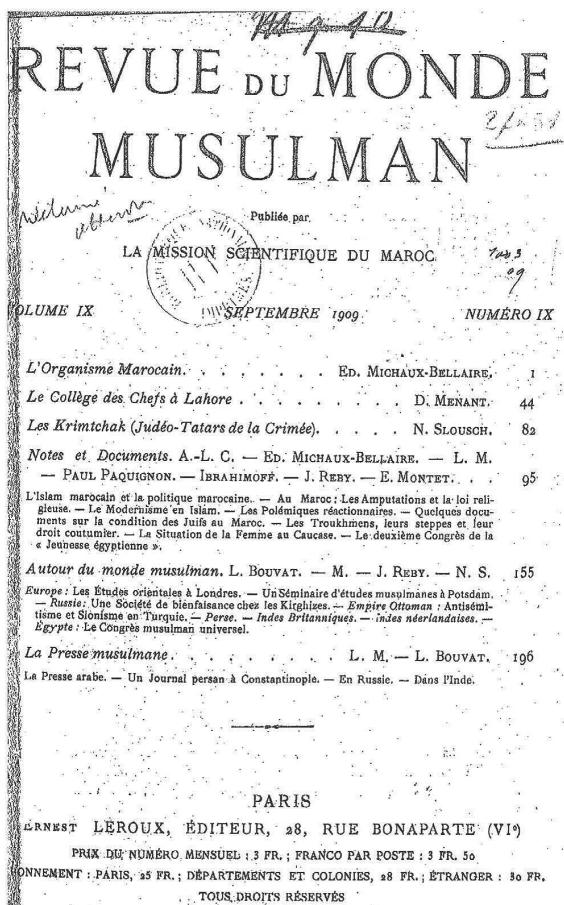 REVUE DU MONDE
MUSULMAN
Publiée par
LA MISSION SCIENTIFIQUE DU MAROC
VOLUME IX SEPTEMBRE 1909 NUMÉRO IX
L'Organisme Marocain. . . . . . . . ED. MICHAUX-BELLAIRE. 1
Le Collège des Chefs à Lahore . . . . . . . . . D. MENANT. 44
Les Krimtchak (Judéo-Tatars de la Crimée). . . . . N. SLOUSCH. 82
Notes et Documents. A.-L. C. — ED. MICHAUX-BELLAIRE. — L. M.
— PAUL PAQUIGNON. — IBRAHIMOFF. — J. REBY. — E. MONTET. . . 95
L'Islam marocain et la politique marocaine. — Au Maroc : Les Amputations et la loi reli-
gieuse. — Le Modernisme en Islam. — Les Polémiques réactionnaires. — Quelques docu-
ments sur la condition des Juifs au Maroc. — Les Troukhmens, leurs steppes et leur
droit coutumier. — La Situation de la Femme au Caucase. — Le deuxième Congrès de la
« Jeunesse égyptienne ».
Autour du monde musulman. L. BOUVAT. — M. — J. REBY. — N. S. 155
Europe : Les Études orientales à Londres. — Un Séminaire d'études musulmanes à Potsdam.
— Russie : Une Société de bienfaisance chez les Kirghizes. — Empire Ottoman : Antisémi-
tisme et Sionisme en Turquie. — Perse. — Indes Britanniques. — Indes néerlandaises. —
Égypte : Le Congrès musulman universel.
La Presse musulmane . . . . . . . . . L. M. — L. BOUVAT. 196
La Presse arabe. — Un Journal persan à Constantinople. — En Russie. — Dans l'Inde.
PARIS
ERNEST LEROUX, ÉDITEUR, 28, RUE BONAPARTE (VIe)
PRIX DU NUMÉRO MENSUEL : 3 FR. ; FRANCO PAR POSTE : 3 FR. 50
ONNEMENT : PARIS, 25 FR. ; DÉPARTEMENTS ET COLONIES, 28 FR. ; ÉTRANGER : 30 FR.
TOUS DROITS RÉSERVÉS